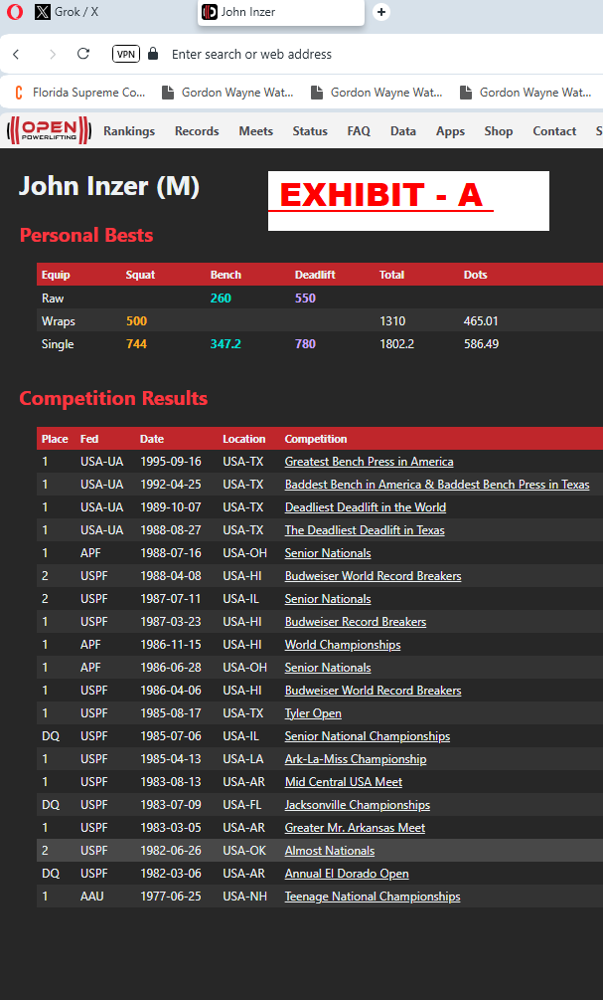 Grok / X John Inzer
VPN Enter search or web address
Florida Supreme Co... Gordon Wayne Wat... Gordon Wayne Wat... Gordon Wayne Wat...
OPEN POWERLIFTING Rankings Records Meets Status FAQ Data Apps Shop Contact S
John Inzer (M)
EXHIBIT - A
Personal Bests
Equip Squat Bench Deadlift Total Dots
Raw 260 550
Wraps 500 1310 465.01
Single 744 347.2 780 1802.2 586.49
Competition Results
Place Fed Date Location Competition
1 USA-UA 1995-09-16 USA-TX Greatest Bench Press in America
1 USA-UA 1992-04-25 USA-TX Baddest Bench in America & Baddest Bench Press in Texas
1 USA-UA 1989-10-07 USA-TX Deadliest Deadlift in the World
1 USA-UA 1988-08-27 USA-TX The Deadliest Deadlift in Texas
1 APF 1988-07-16 USA-OH Senior Nationals
2 USPF 1988-04-08 USA-HI Budweiser World Record Breakers
2 USPF 1987-07-11 USA-IL Senior Nationals
1 USPF 1987-03-23 USA-HI Budweiser Record Breakers
1 APF 1986-11-15 USA-HI World Championships
1 APF 1986-06-28 USA-OH Senior Nationals
1 USPF 1986-04-06 USA-HI Budweiser World Record Breakers
1 USPF 1985-08-17 USA-TX Tyler Open
DQ USPF 1985-07-06 USA-IL Senior National Championships
1 USPF 1985-04-13 USA-LA Ark-La-Miss Championship
1 USPF 1983-08-13 USA-AR Mid Central USA Meet
DQ USPF 1983-07-09 USA-FL Jacksonville Championships
1 USPF 1983-03-05 USA-AR Greater Mr. Arkansas Meet
2 USPF 1982-06-26 USA-OK Almost Nationals
DQ USPF 1982-03-06 USA-AR Annual El Dorado Open
1 AAU 1977-06-25 USA-NH Teenage National Championships